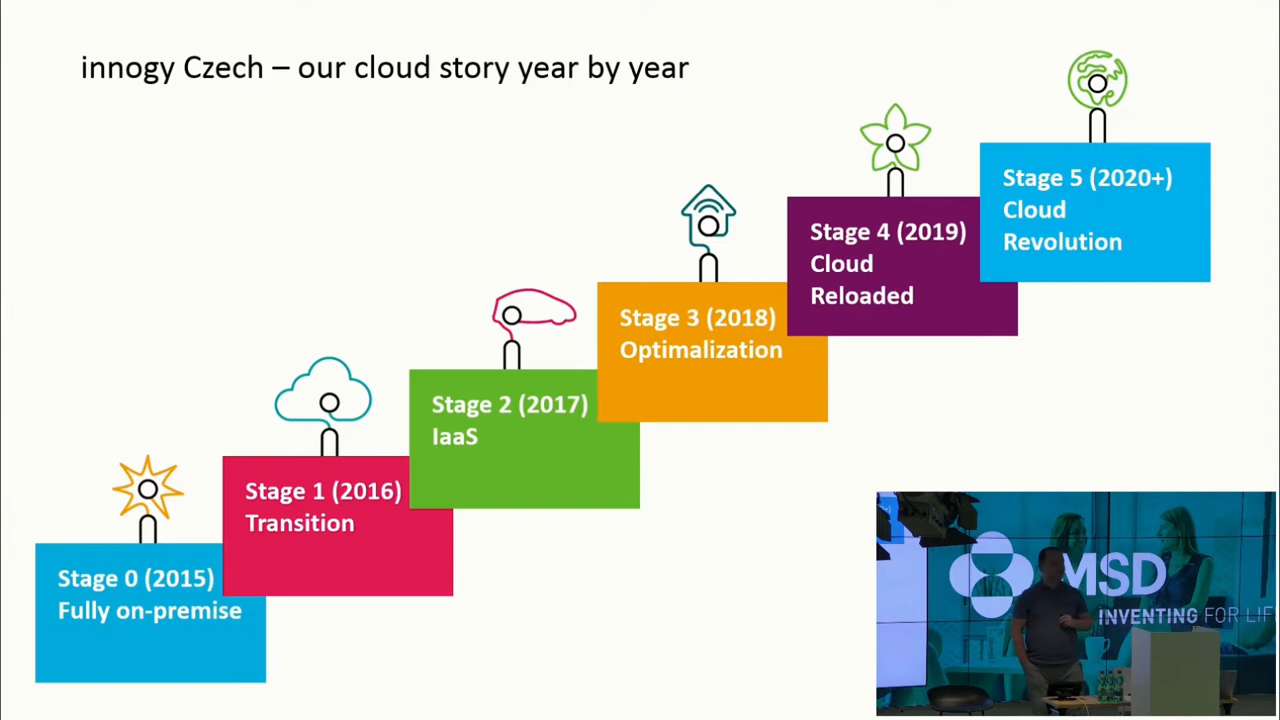 innogy Czech – our cloud story year by year
Stage 5 (2020+)
Cloud
Revolution
Stage 4 (2019)
Cloud
Reloaded
Stage 3 (2018)
Optimalization
Stage 2 (2017)
IaaS
Stage 1 (2016)
Transition
Stage 0 (2015)
Fully on-premise
MSD
INVENTING FOR LIF